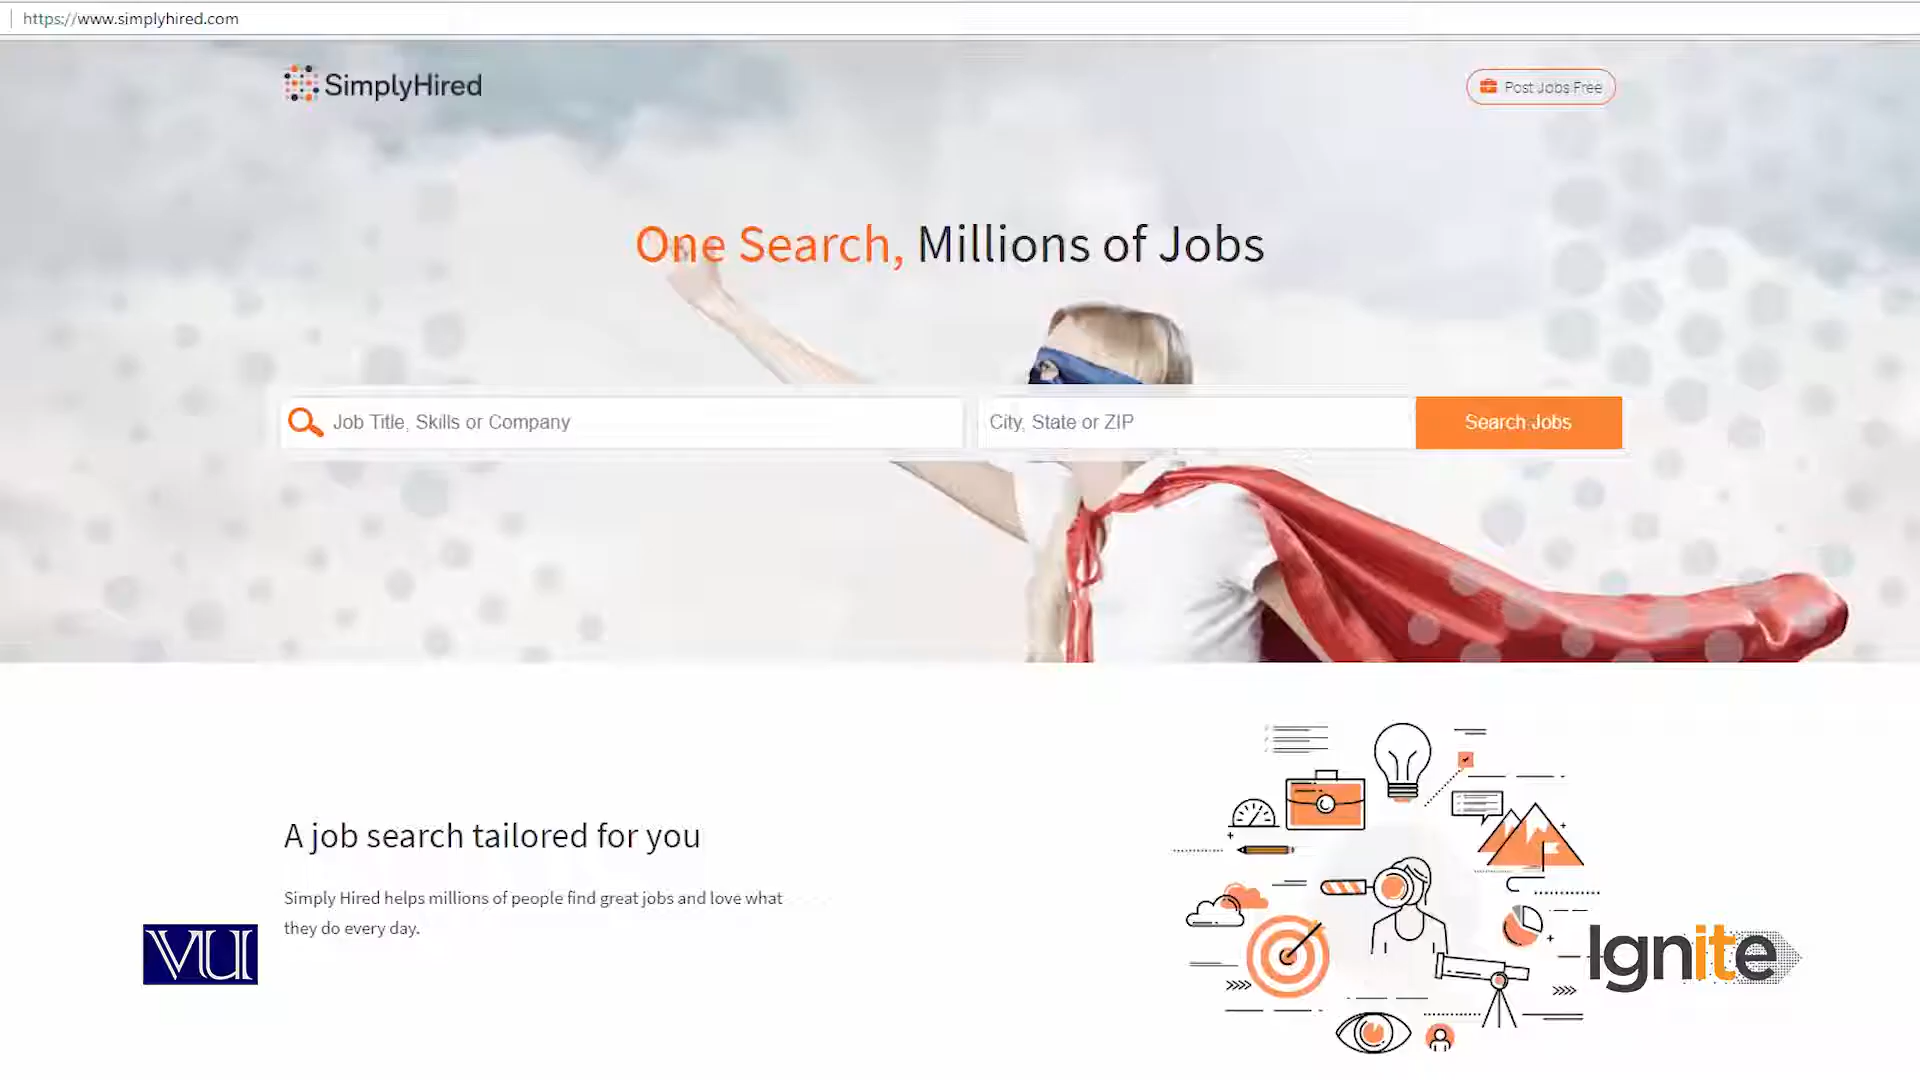 https://www.simplyhired.com
SimplyHired
Post Jobs Free
One Search, Millions of Jobs
Job Title, Skills or Company
City, State or ZIP
Search Jobs
A job search tailored for you
Simply Hired helps millions of people find great jobs and love what
they do every day.
VU
Ignite